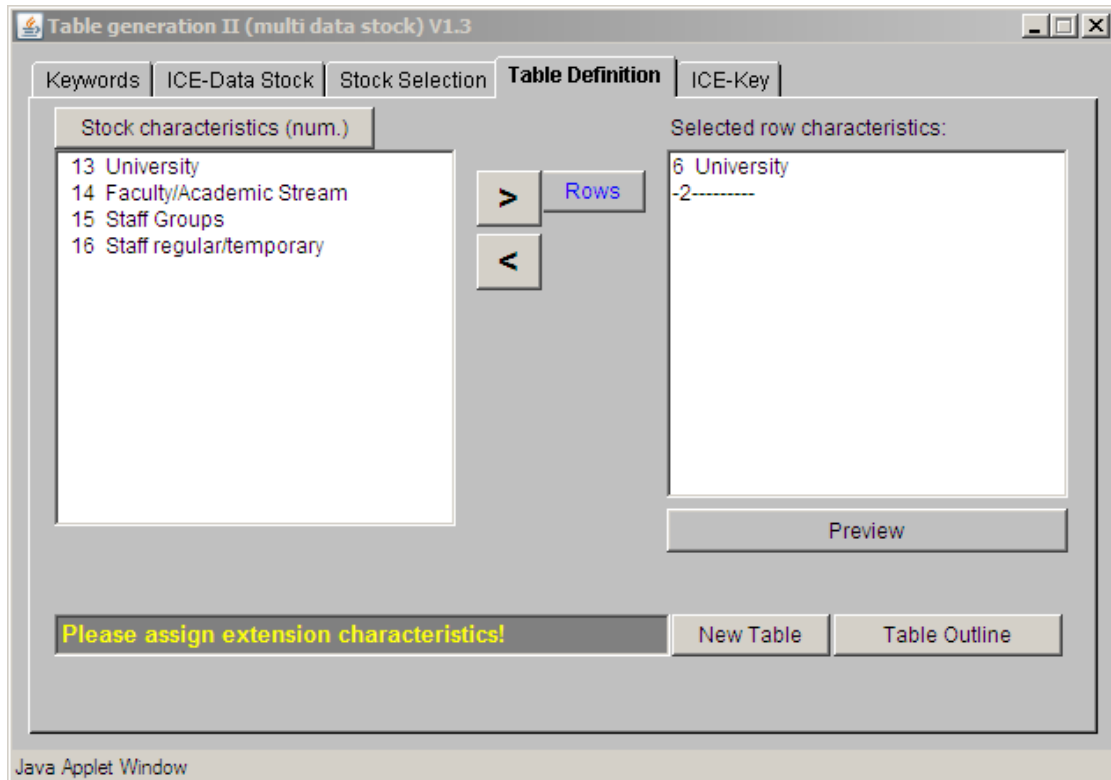 Table generation II (multi data stock) V1.3
Keywords ICE-Data Stock Stock Selection Table Definition ICE-Key
Stock characteristics (num.)
13 University
14 Faculty/Academic Stream
15 Staff Groups
16 Staff regular/temporary
> Rows
<
Selected row characteristics:
6 University
-2---------
Preview
Please assign extension characteristics!
New Table
Table Outline
Java Applet Window